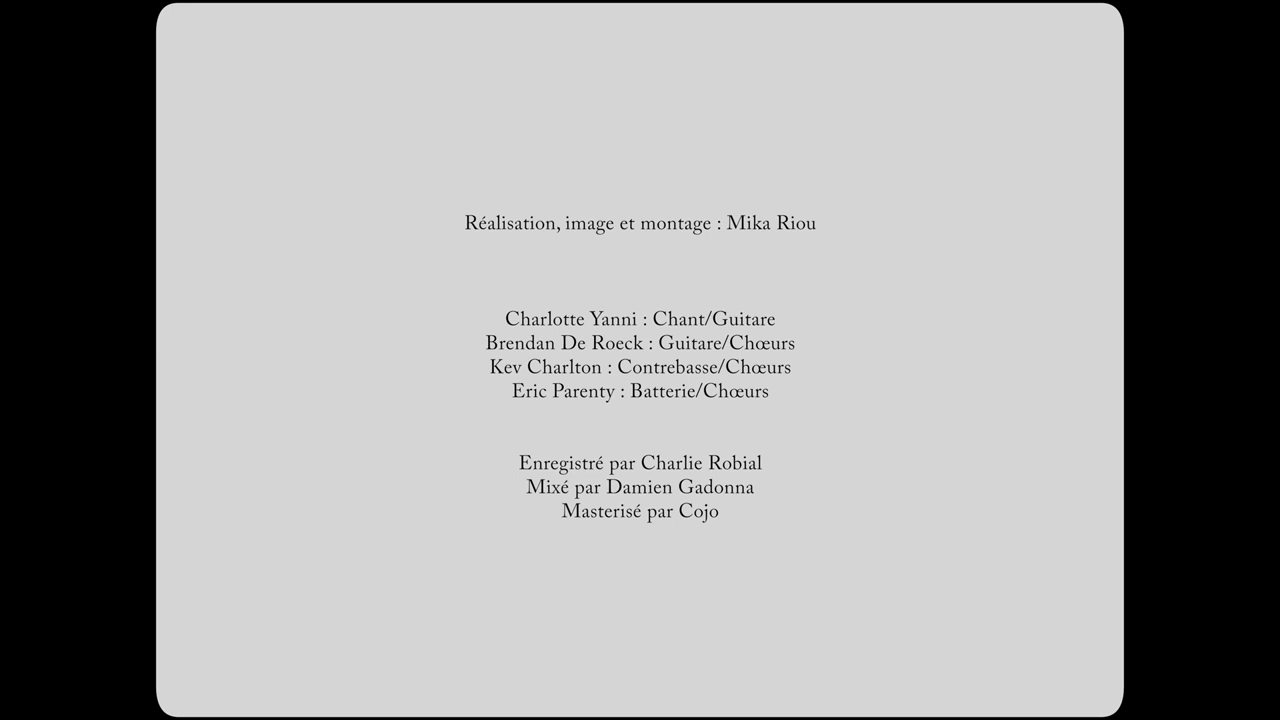 Réalisation, image et montage : Mika Riou
Charlotte Yanni : Chant/Guitare
Brendan De Roeck : Guitare/Chœurs
Kev Charlton : Contrebasse/Chœurs
Eric Parenty : Batterie/Chœurs
Enregistré par Charlie Robial
Mixé par Damien Gadonna
Masterisé par Cojo